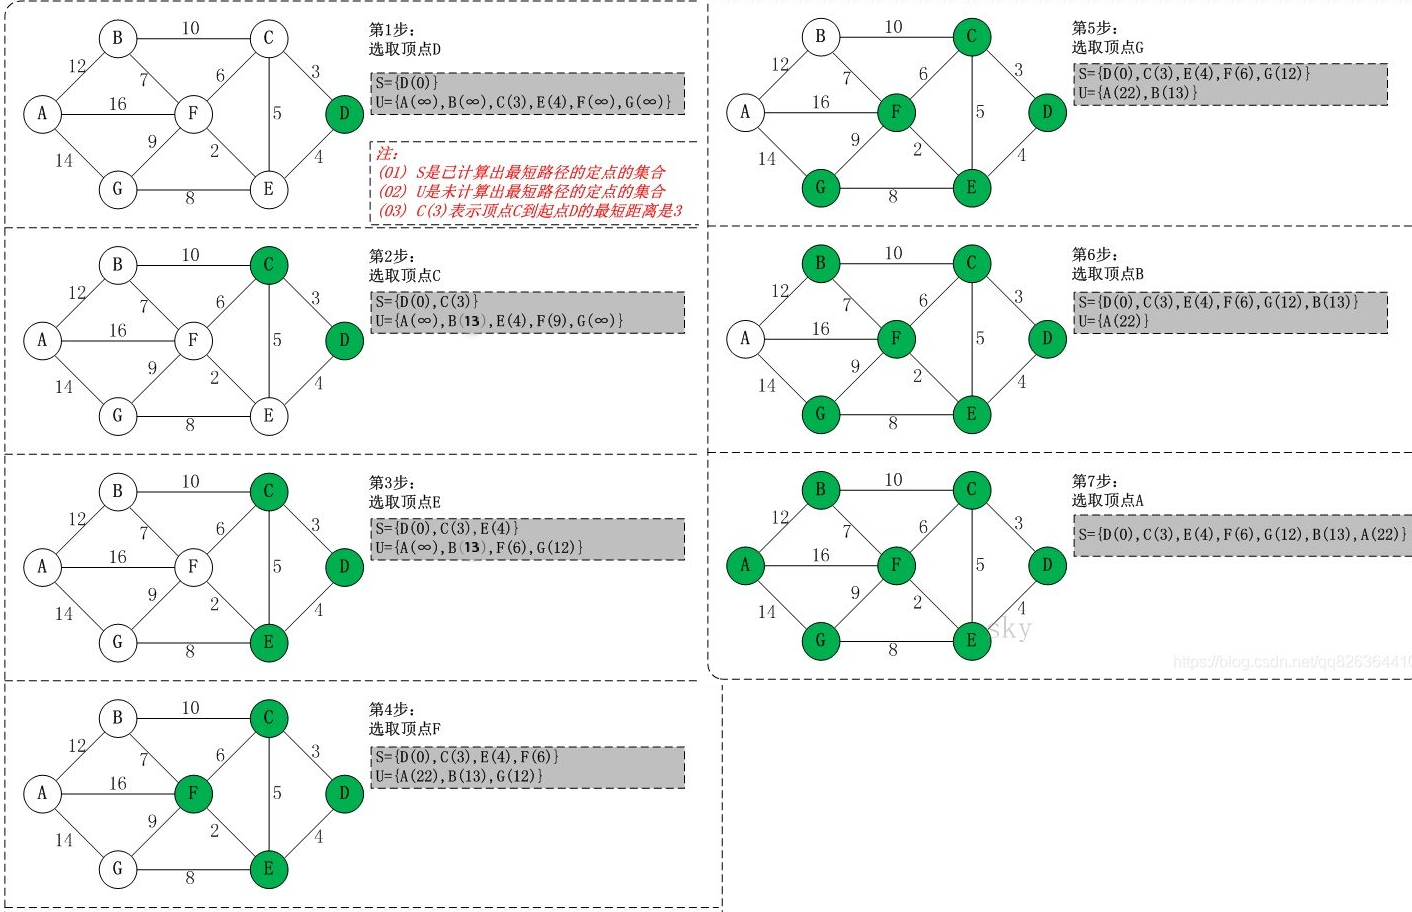 第1步:
选取顶点D
S={D(0)}
U={A(∞),B(∞),C(3),E(4),F(∞),G(∞)}
注:
(01) S是已计算出最短路径的定点的集合
(02) U是未计算出最短路径的定点的集合
(03) C(3)表示顶点C到起点D的最短距离是3
B
10
C
12
7
6
3
A
16
F
5
D
14
9
2
4
G
8
E
第2步:
选取顶点C
S={D(0),C(3)}
U={A(∞),B(13),E(4),F(9),G(∞)}
B
10
C
12
7
6
3
A
16
F
5
D
14
9
2
4
G
8
E
第3步:
选取顶点E
S={D(0),C(3),E(4)}
U={A(∞),B(13),F(6),G(12)}
B
10
C
12
7
6
3
A
16
F
5
D
14
9
2
4
G
8
E
第4步:
选取顶点F
S={D(0),C(3),E(4),F(6)}
U={A(22),B(13),G(12)}
B
10
C
12
7
6
3
A
16
F
5
D
14
9
2
4
G
8
E
第5步:
选取顶点G
S={D(0),C(3),E(4),F(6),G(12)}
U={A(22),B(13)}
B
10
C
12
7
6
3
A
16
F
5
D
14
9
2
4
G
8
E
第6步:
选取顶点B
S={D(0),C(3),E(4),F(6),G(12),B(13)}
U={A(22)}
B
10
C
12
7
6
3
A
16
F
5
D
14
9
2
4
G
8
E
第7步:
选取顶点A
S={D(0),C(3),E(4),F(6),G(12),B(13),A(22)}
B
10
C
12
7
6
3
A
16
F
5
D
14
9
2
4
G
8
E
sky
https://blog.csdn.net/qq826364410